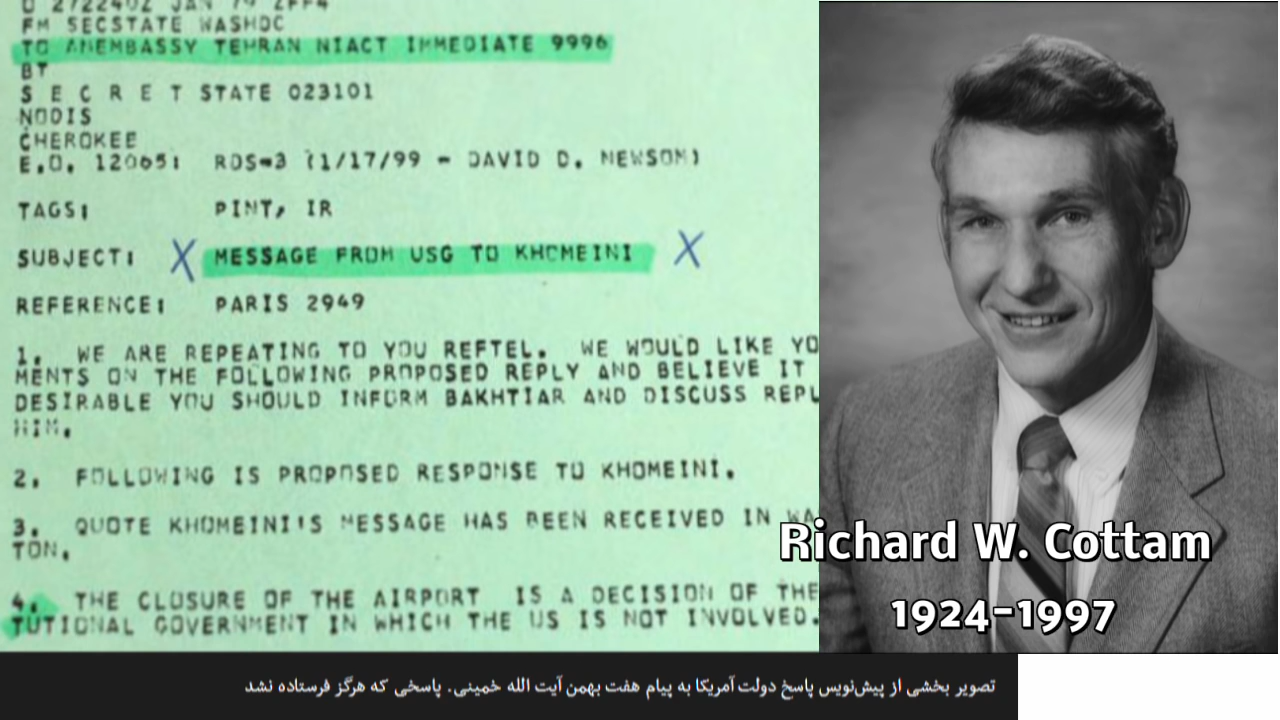 O 272240Z JAN 79 ZFF4
FM SECSTATE WASHDC
TO AMEMBASSY TEHRAN NIACT IMMEDIATE 9996
BT
S E C R E T STATE 023101
NODIS
CHEROKEE
E.O. 12065: RDS-3 (1/17/99 - DAVID D. NEWSOM)
TAGS: PINT, IR
SUBJECT: X MESSAGE FROM USG TO KHOMEINI X
REFERENCE: PARIS 2949
1. WE ARE REPEATING TO YOU REFTEL. WE WOULD LIKE YO
MENTS ON THE FOLLOWING PROPOSED REPLY AND BELIEVE IT
DESIRABLE YOU SHOULD INFORM BAKHTIAR AND DISCUSS REPL
HIM.
2. FOLLOWING IS PROPOSED RESPONSE TO KHOMEINI.
3. QUOTE KHOMEINI'S MESSAGE HAS BEEN RECEIVED IN WA
TON.
4. THE CLOSURE OF THE AIRPORT IS A DECISION OF THE
TUTIONAL GOVERNMENT IN WHICH THE US IS NOT INVOLVED.
Richard W. Cottam
1924-1997
تصویر بخشی از پیش‌نویس پاسخ دولت آمریکا به پیام هفت بهمن آیت الله خمینی. پاسخی که هرگز فرستاده نشد